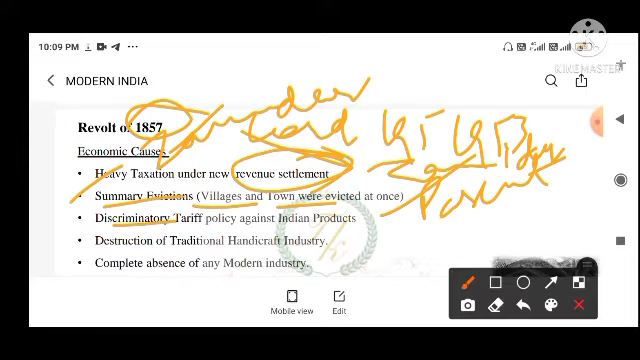 10:09 PM
KINEMASTER
MODERN INDIA
Revolt of 1857
Economic Causes
• Heavy Taxation under new revenue settlement
• Summary Evictions (Villages and Town were evicted at once)
• Discriminatory Tariff policy against Indian Products
• Destruction of Traditional Handicraft Industry.
• Complete absence of any Modern industry.
Mobile view
Edit